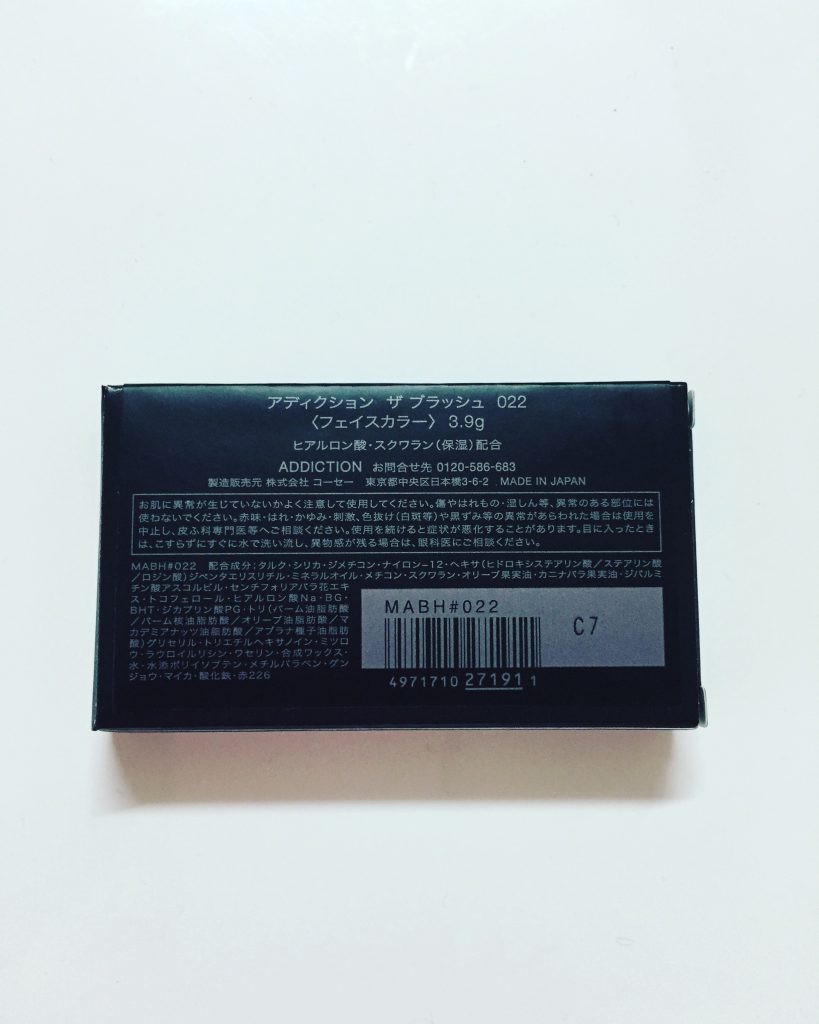 アディクション ザ ブラッシュ 022
〈フェイスカラー〉 3.9g
ヒアルロン酸・スクワラン(保湿)配合
ADDICTION お問合せ先 0120-586-683
製造販売元 株式会社 コーセー 東京都中央区日本橋3-6-2 MADE IN JAPAN
お肌に異常が生じていないかよく注意して使用してください。傷やはれもの・湿しん等、異常のある部位には
使わないでください。赤味・はれ・かゆみ・刺激、色抜け(白斑等)や黒ずみ等の異常があらわれた場合は使用を
中止し、皮ふ科専門医等へご相談ください。使用を続けると症状が悪化することがあります。目に入ったとき
は、こすらずにすぐに水で洗い流し、異物感が残る場合は、眼科医にご相談ください。
MABH#022 配合成分:タルク・シリカ・ジメチコン・ナイロン-12・ヘキサ(ヒドロキシステアリン酸/ステアリン酸
/ロジン酸)ジペンタエリスリチル・ミネラルオイル・メチコン・スクワラン・オリーブ果実油・カニナバラ果実油・ジパルミ
チン酸アスコルビル・センチフォリアバラ花エキ
ス・トコフェロール・ヒアルロン酸Na・BG・
BHT・ジカプリン酸PG・トリ(パーム油脂肪酸
/パーム核油脂肪酸/オリーブ油脂肪酸/マ
カデミアナッツ油脂肪酸/アブラナ種子油脂肪
酸)グリセリル・トリエチルヘキサノイン・ミツロ
ウ・ラウロイルリシン・ワセリン・合成ワックス・
水・水添ポリイソブテン・メチルパラベン・グン
ジョウ・マイカ・酸化鉄・赤226
MABH#022
C7
4971710 27191 1